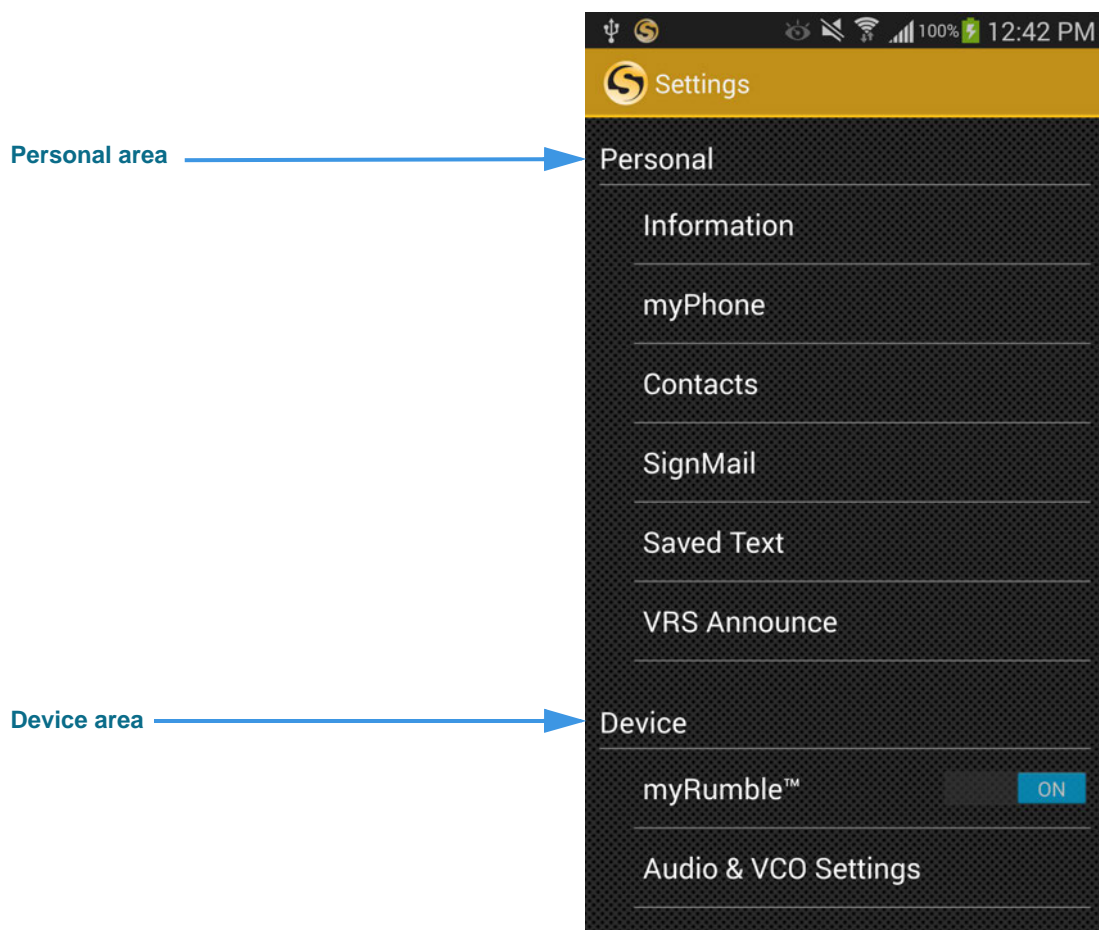 100% 12:42 PM
Settings
Personal area
Personal
Information
myPhone
Contacts
SignMail
Saved Text
VRS Announce
Device area
Device
myRumble™ ON
Audio & VCO Settings